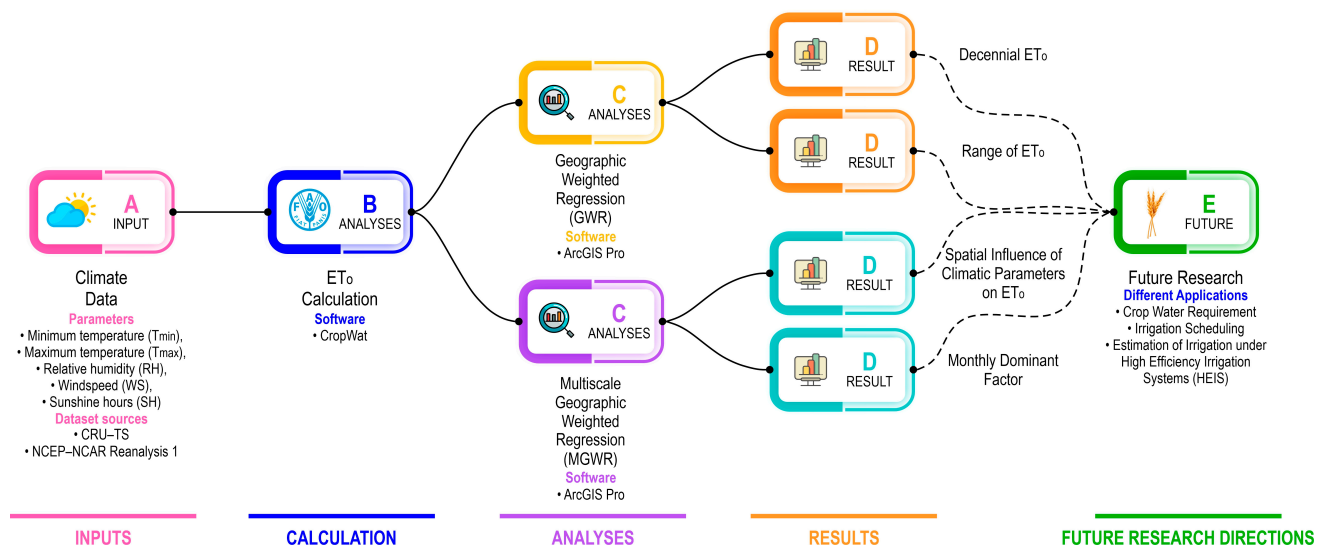 A
INPUT
Climate
Data
Parameters
• Minimum temperature (Tmin),
• Maximum temperature (Tmax),
• Relative humidity (RH),
• Windspeed (WS),
• Sunshine hours (SH)
Dataset sources
• CRU–TS
• NCEP–NCAR Reanalysis 1
F A O
FIAT PANIS
B
ANALYSES
ETo
Calculation
Software
• CropWat
C
ANALYSES
Geographic
Weighted
Regression
(GWR)
Software
• ArcGIS Pro
C
ANALYSES
Multiscale
Geographic
Weighted
Regression
(MGWR)
Software
• ArcGIS Pro
D
RESULT
Decennial ETo
D
RESULT
Range of ETo
D
RESULT
Spatial Influence of
Climatic Parameters
on ETo
D
RESULT
Monthly Dominant
Factor
E
FUTURE
Future Research
Different Applications
• Crop Water Requirement
• Irrigation Scheduling
• Estimation of Irrigation under
High Efficiency Irrigation
Systems (HEIS)
INPUTS
CALCULATION
ANALYSES
RESULTS
FUTURE RESEARCH DIRECTIONS